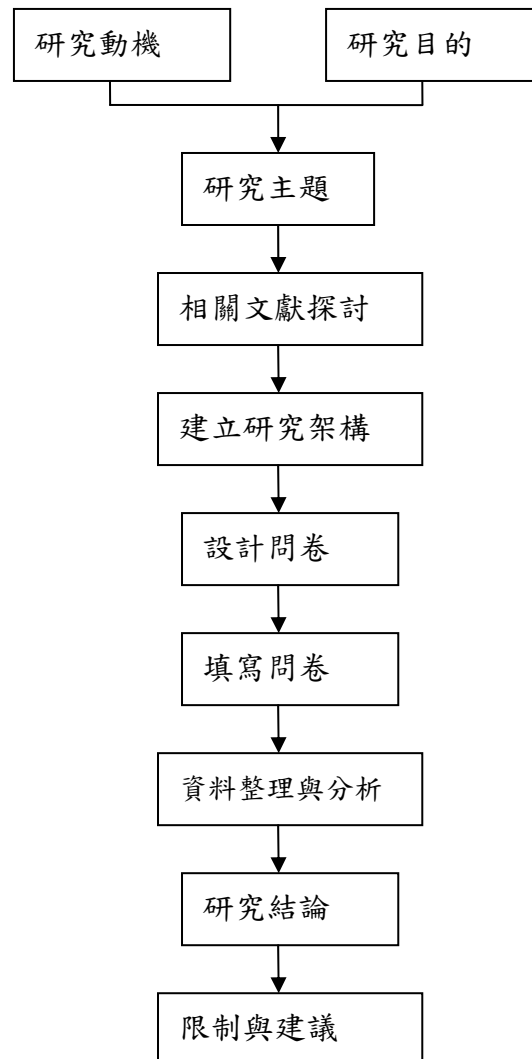 研究動機
研究目的
研究主題
相關文獻探討
建立研究架構
設計問卷
填寫問卷
資料整理與分析
研究結論
限制與建議